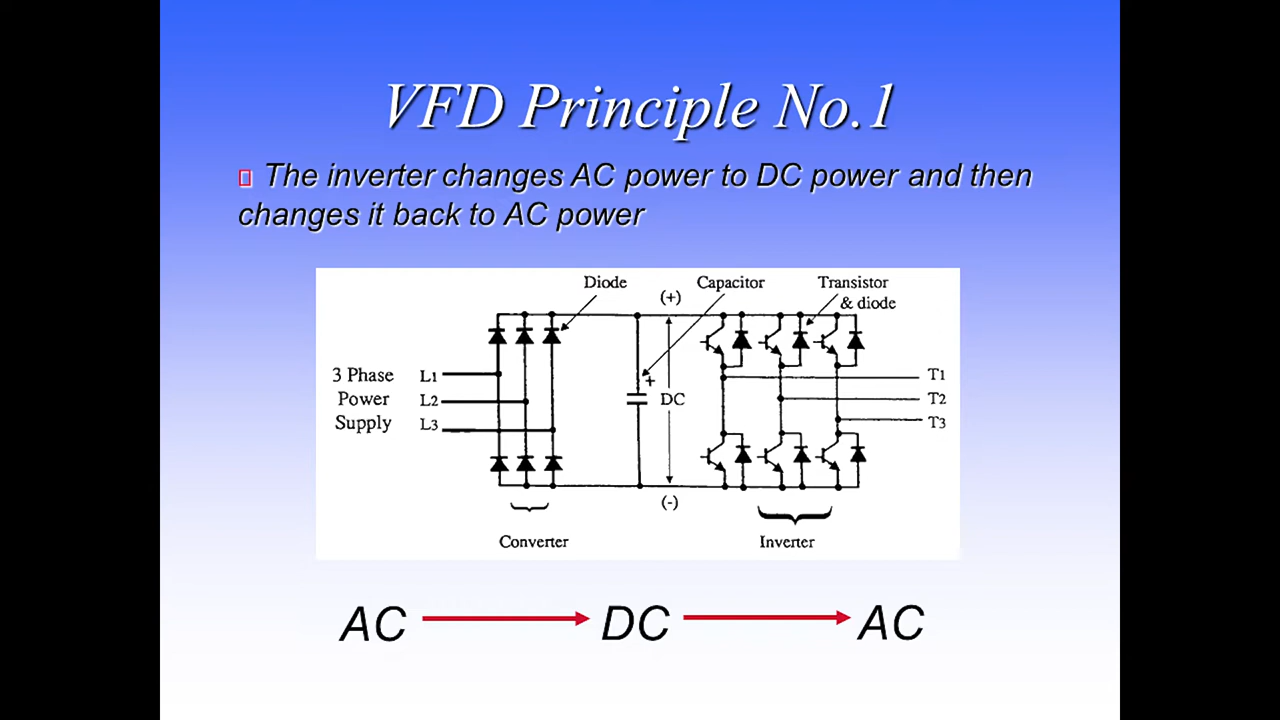 VFD Principle No.1
The inverter changes AC power to DC power and then
changes it back to AC power
Diode
Capacitor
Transistor
& diode
(+)
3 Phase
Power
Supply
L1
L2
L3
+
DC
T1
T2
T3
(-)
Converter
Inverter
AC DC AC